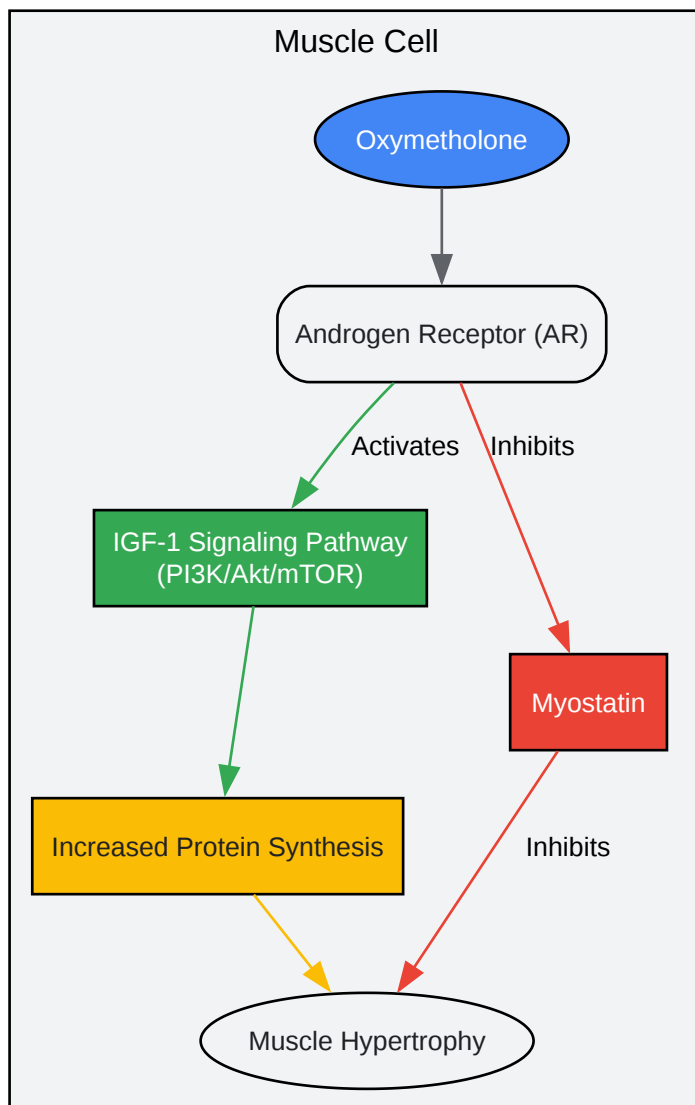 Muscle Cell
Oxymetholone
Androgen Receptor (AR)
Activates
Inhibits
IGF-1 Signaling Pathway
(PI3K/Akt/mTOR)
Myostatin
Increased Protein Synthesis
Inhibits
Muscle Hypertrophy